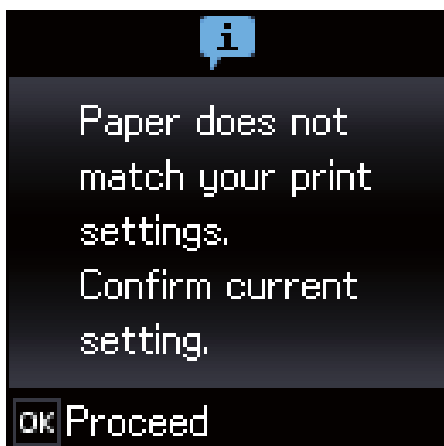 i
Paper does not
match your print
settings.
Confirm current
setting.
OK Proceed